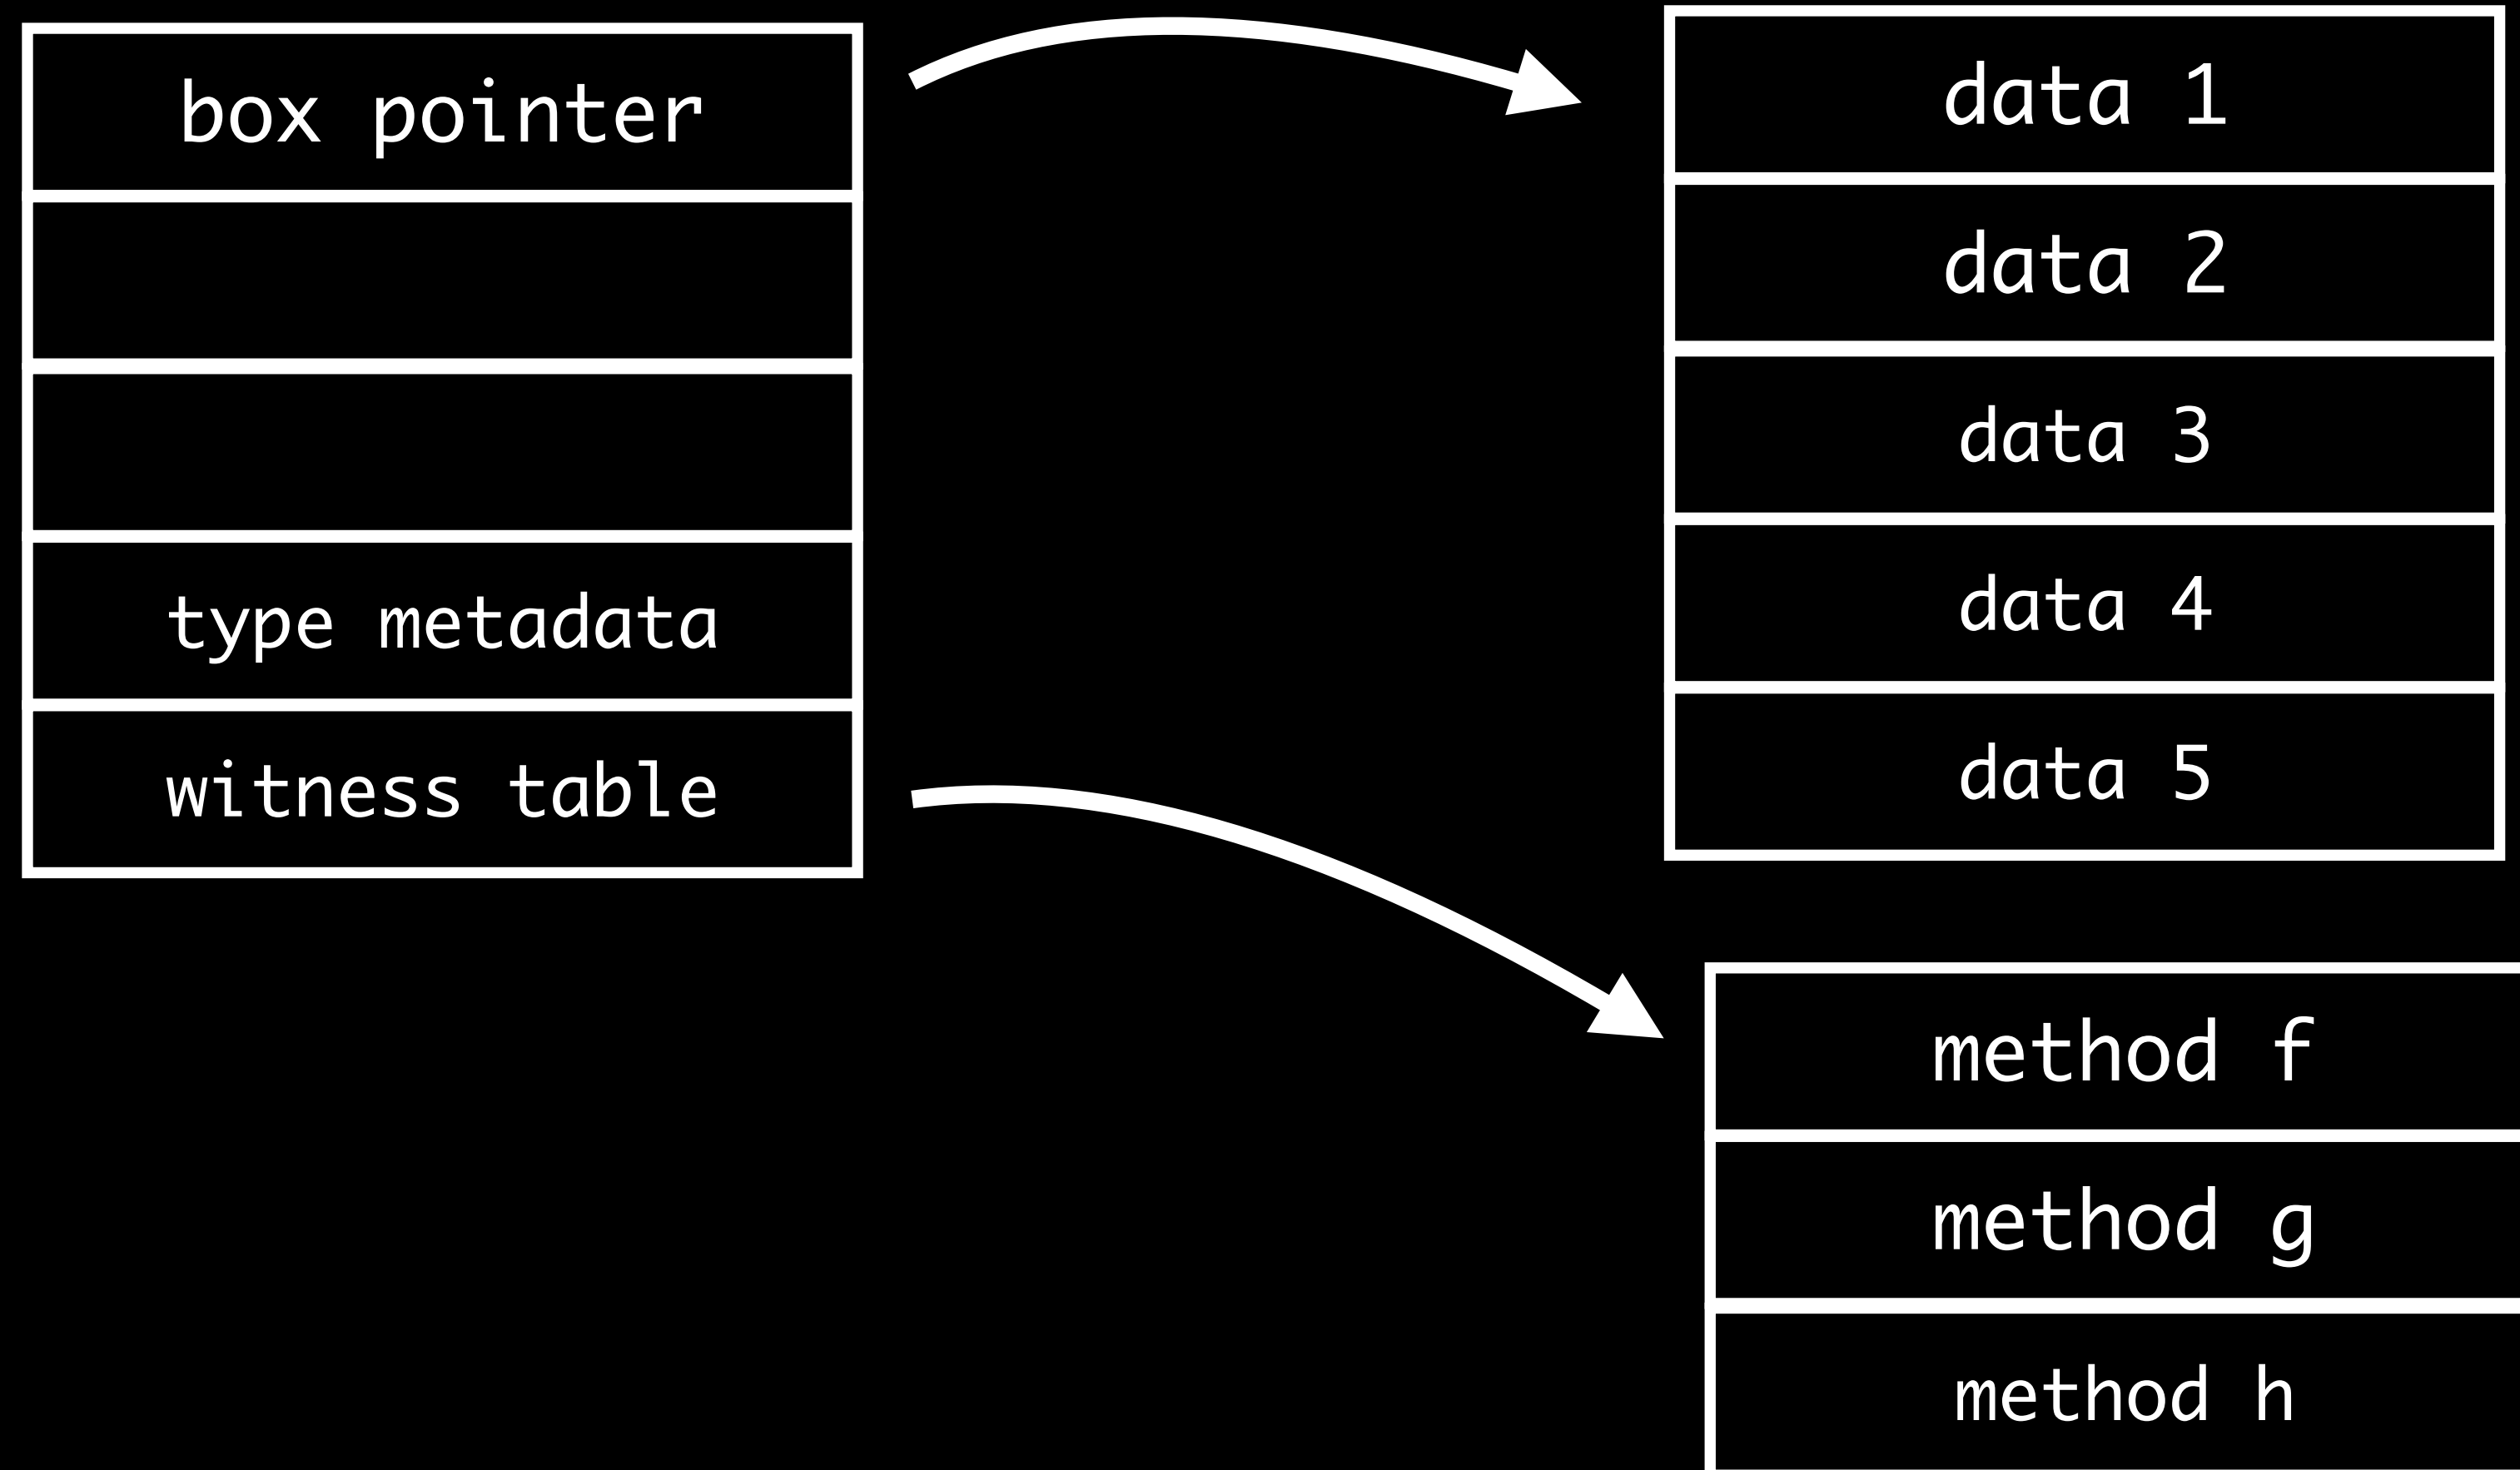 box pointer
type metadata
witness table
data 1
data 2
data 3
data 4
data 5
method f
method g
method h